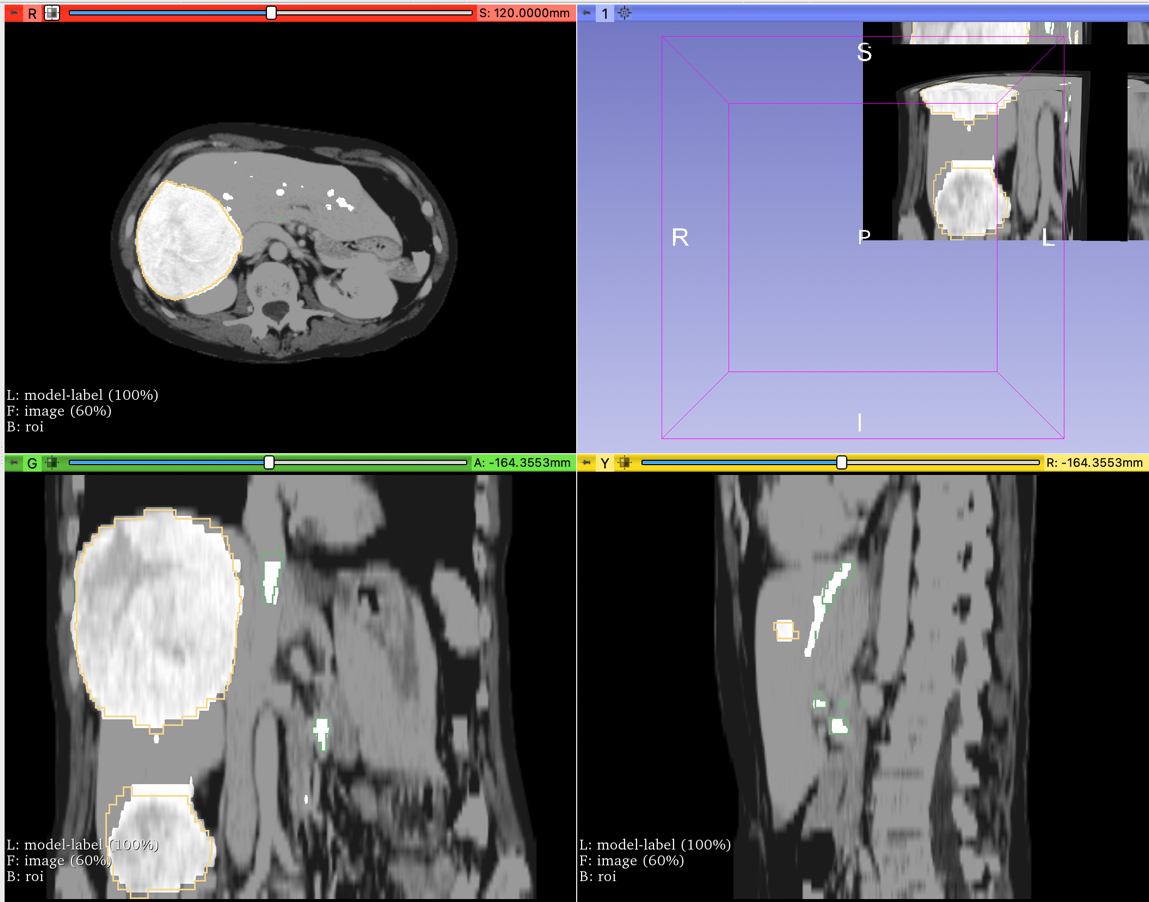 R
S: 120.0000mm
1
S
R
P
L
I
L: model-label (100%)
F: image (60%)
B: roi
G
A: -164.3553mm
Y
R: -164.3553mm
L: model-label (100%)
F: image (60%)
B: roi
L: model-label (100%)
F: image (60%)
B: roi